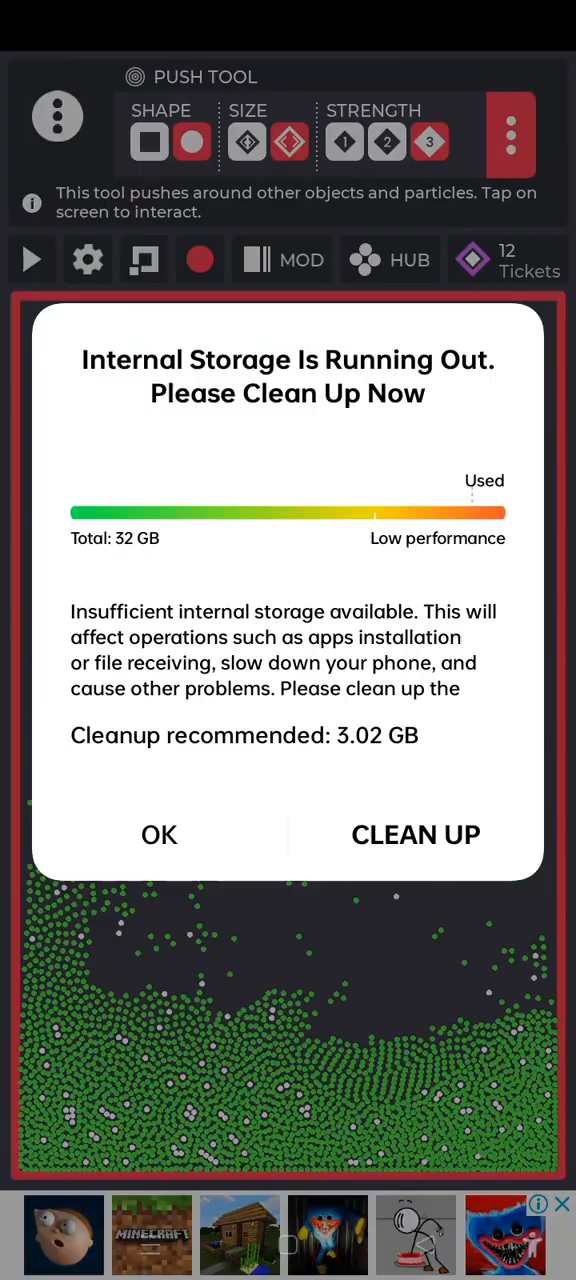 PUSH TOOL
SHAPE
SIZE
STRENGTH
1
2
3
This tool pushes around other objects and particles. Tap on
screen to interact.
MOD
HUB
12
Tickets
Internal Storage Is Running Out.
Please Clean Up Now
Used
Total: 32 GB
Low performance
Insufficient internal storage available. This will
affect operations such as apps installation
or file receiving, slow down your phone, and
cause other problems. Please clean up the
Cleanup recommended: 3.02 GB
OK
CLEAN UP
MINECRAFT